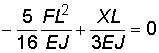 - 5/16 FL²/EJ + XL/3EJ = 0